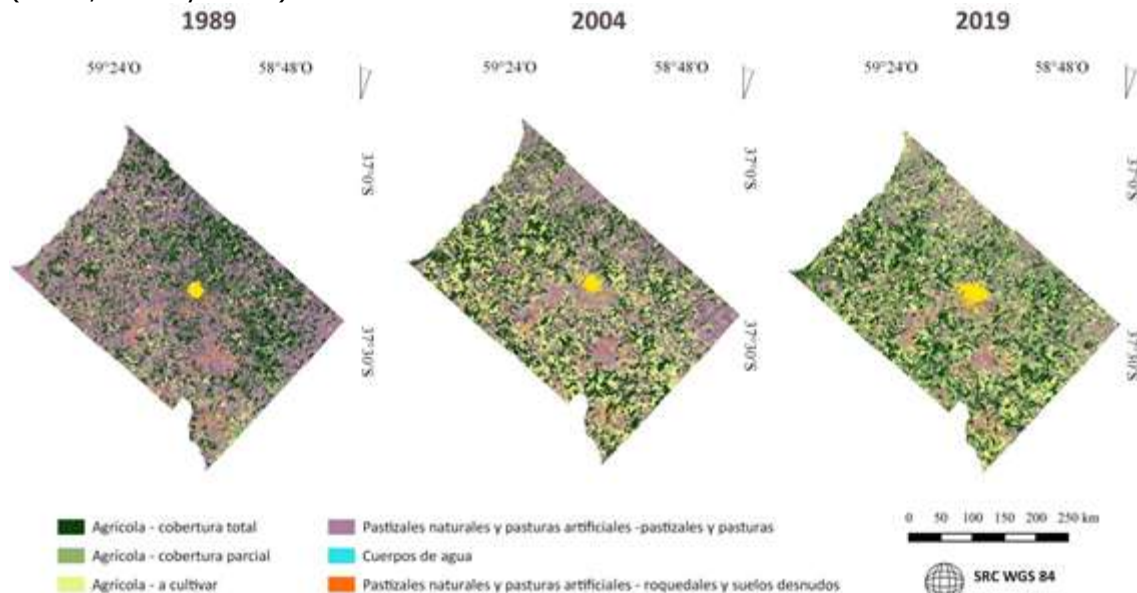 1989 2004 2019
59°24'O 58°48'O 59°24'O 58°48'O 59°24'O 58°48'O
37°0'S 37°0'S 37°0'S
37°30'S 37°30'S 37°30'S
Agrícola - cobertura total
Agrícola - cobertura parcial
Agrícola - a cultivar
Pastizales naturales y pasturas artificiales -pastizales y pasturas
Cuerpos de agua
Pastizales naturales y pasturas artificiales - roquedales y suelos desnudos
0 50 100 150 200 250 km
SRC WGS 84